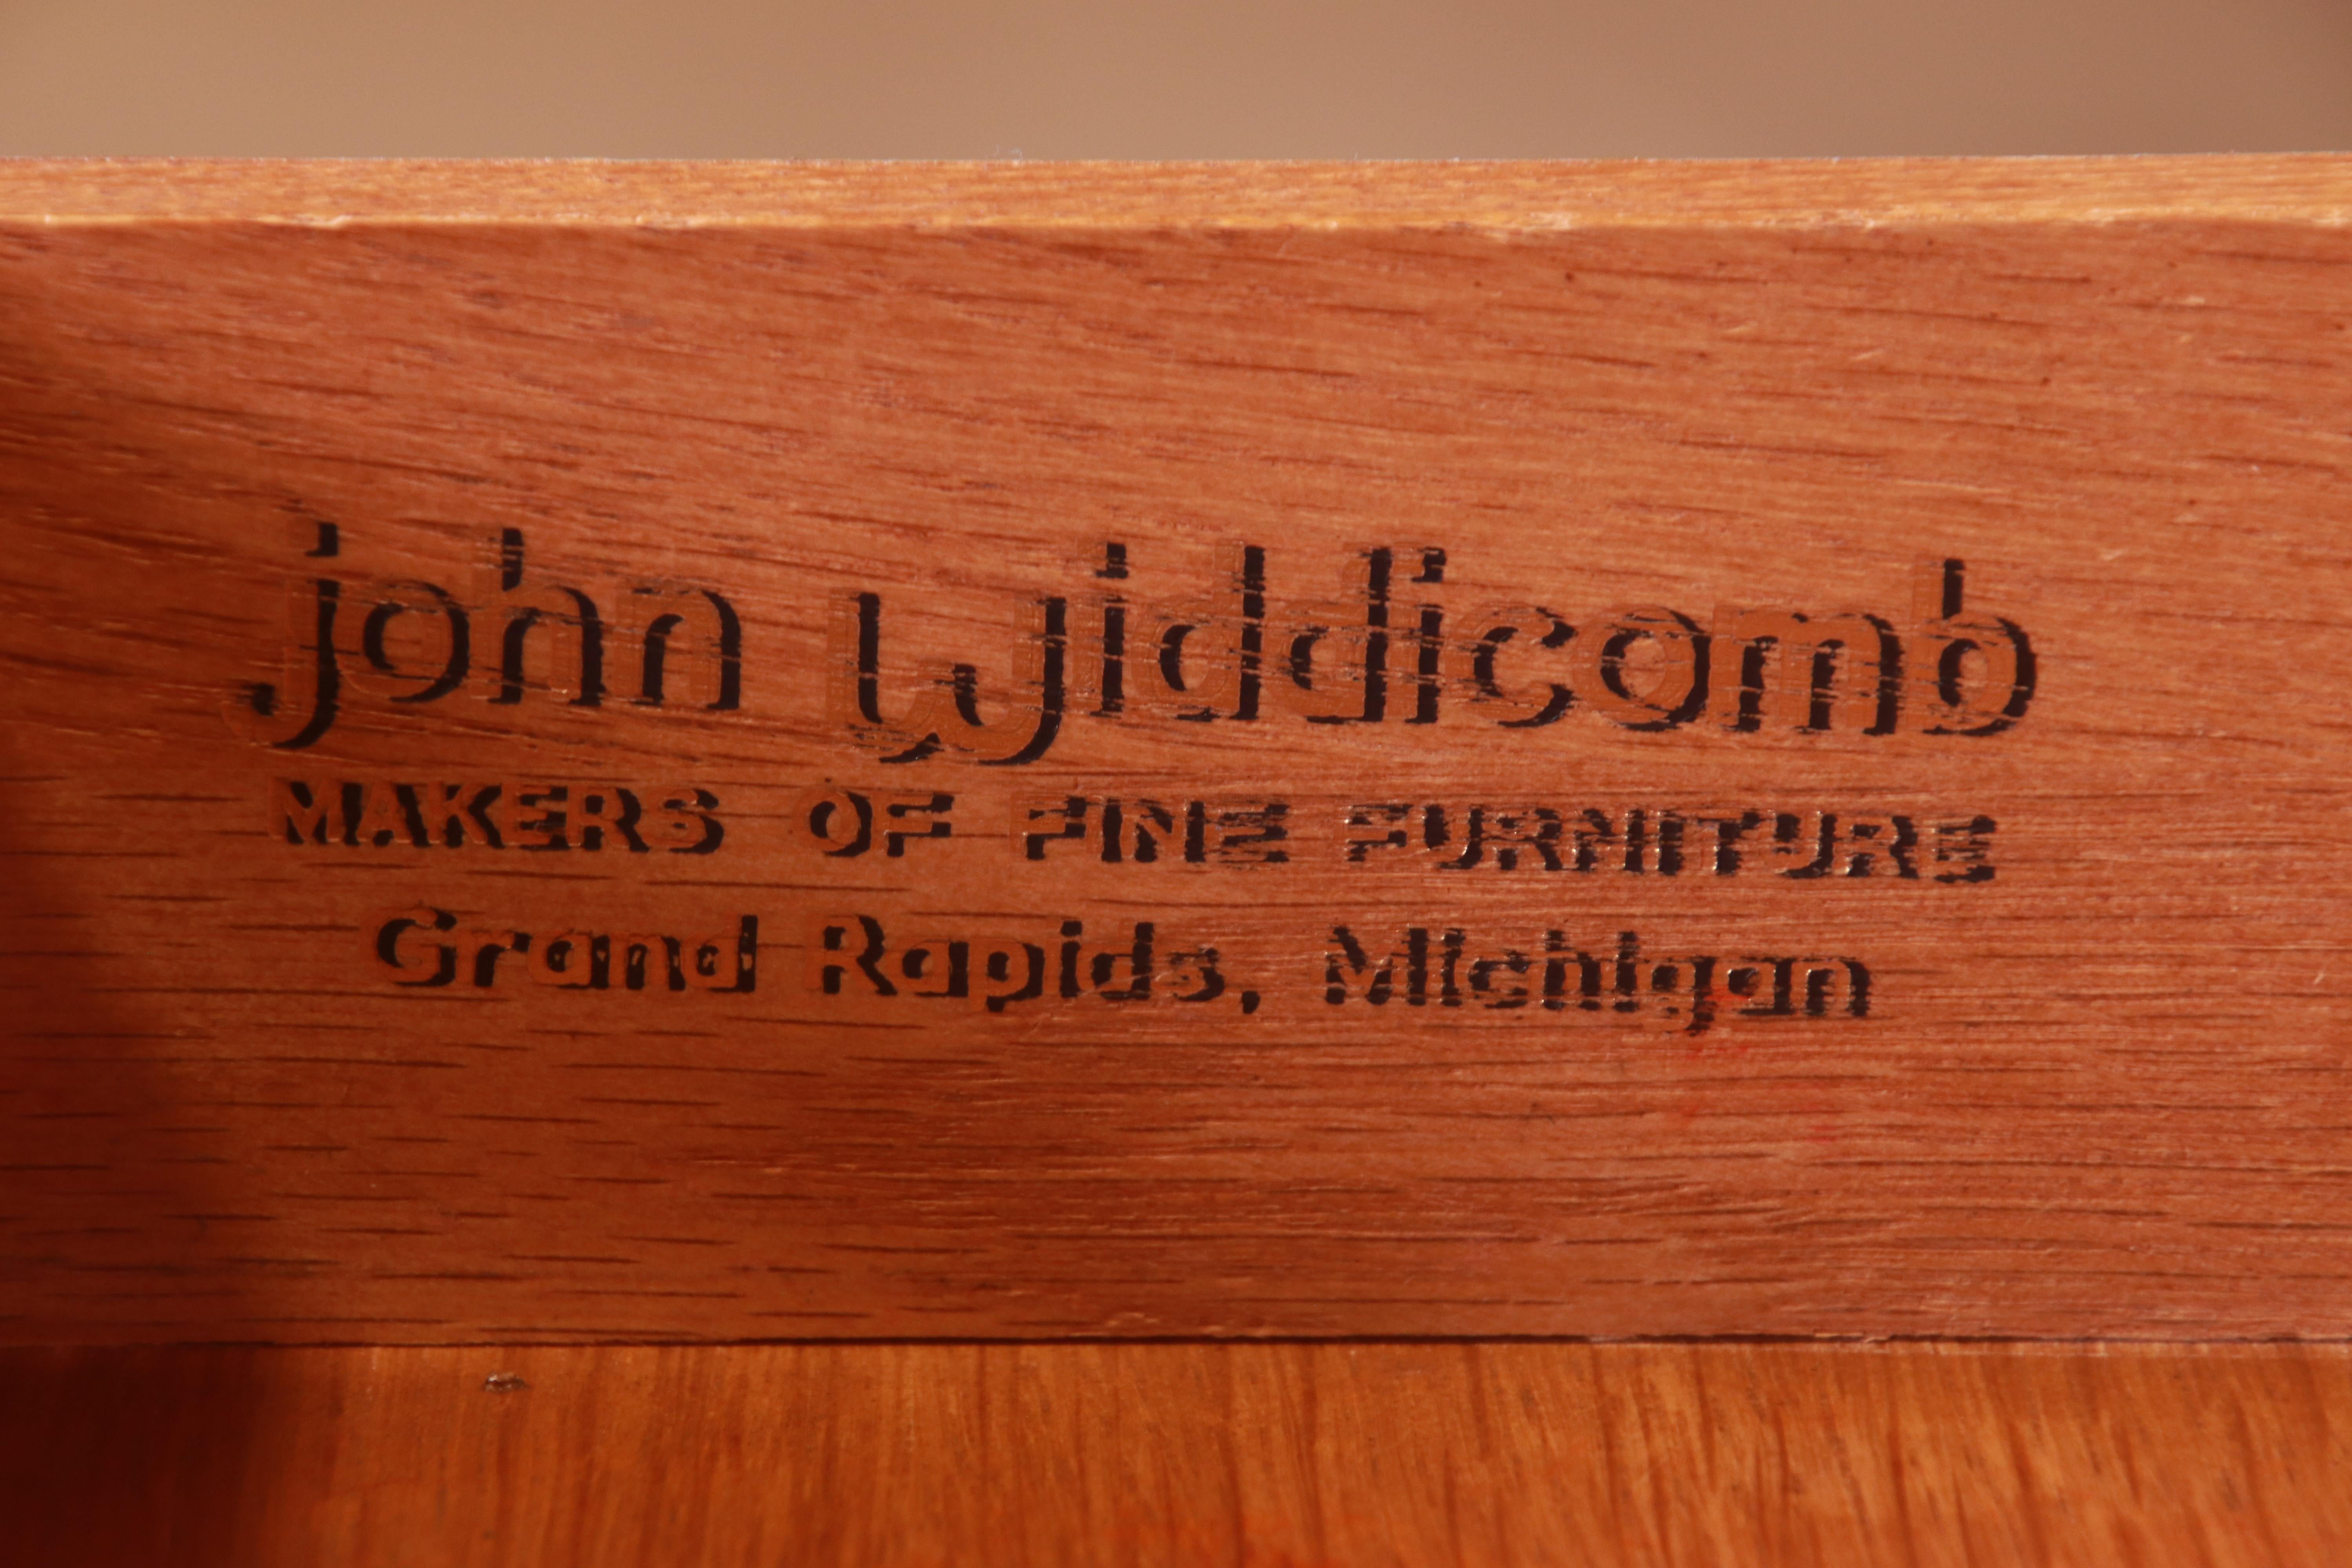 john widdicomb
MAKERS OF FINE FURNITURE
Grand Rapids, Michigan